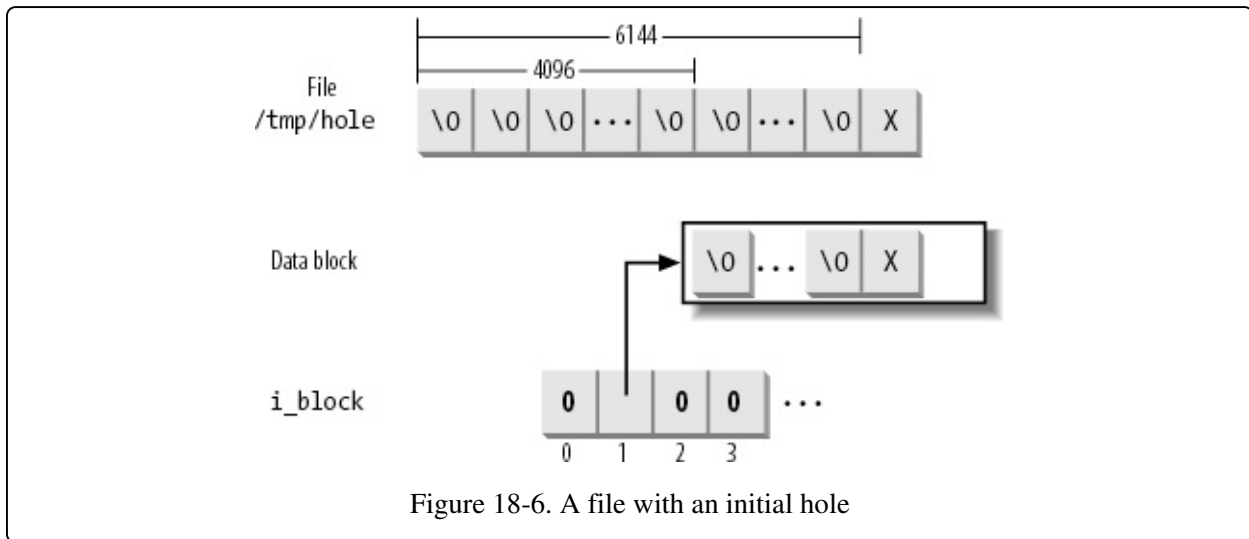 6144
4096
File
/tmp/hole
\0 \0 \0 ... \0 \0 ... \0 X
Data block
\0 ... \0 X
i_block
0 0 0 ...
0 1 2 3
Figure 18-6. A file with an initial hole